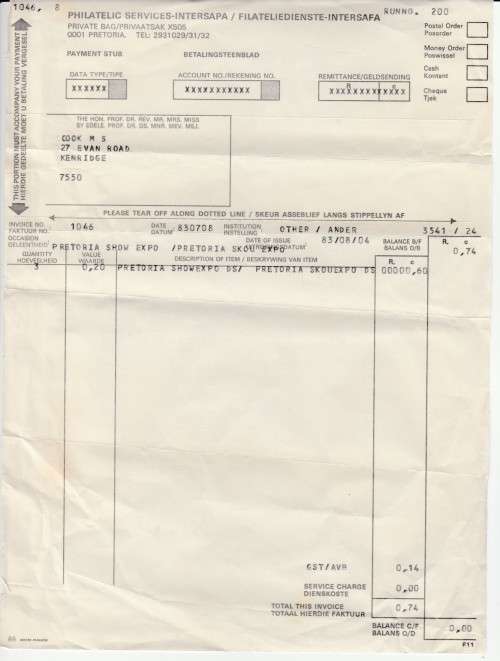 1046, 8
PHILATELIC SERVICES-INTERSAPA / FILATELIEDIENSTE-INTERSAFA
RUNNO. 200
PRIVATE BAG/PRIVAATSAK X505
0001 PRETORIA. TEL: 2931029/31/32
Postal Order
Posorder
Money Order
Poswissel
Cash
Kontant
Cheque
Tjek
THIS PORTION MUST ACCOMPANY YOUR PAYMENT
HIERDIE GEDEELTE MOET U BETALING VERGESEL
PAYMENT STUB
BETALINGSTEENBLAD
DATA TYPE/TIPE
ACCOUNT NO./REKENING NO.
REMITTANCE/GELDSENDING
R c
XXXXXX
XXXXXXXXXXX
XXXXXXXXXXXXX
THE HON. PROF. DR. REV. MR. MRS. MISS
SY EDELE. PROF. DR. DS. MNR. MEV. MEJ.
COOK M S
27 EVAN ROAD
KENRIDGE
7550
PLEASE TEAR OFF ALONG DOTTED LINE / SKEUR ASSEBLIEF LANGS STIPPELLYN AF
INVOICE NO.
FAKTUUR NO. 1046
DATE
DATUM 830708
INSTITUTION
INSTELLING OTHER / ANDER
3541 / 24
OCCASION
GELEENTHEID PRETORIA SHOW EXPO /PRETORIA SKOU EXPO
DATE OF ISSUE 83/08/04
BALANCE B/F
BALANS O/B
R. c
0,74
QUANTITY
HOEVEELHEID
VALUE
WAARDE
DESCRIPTION OF ITEM / BESKRYWING VAN ITEM
R. c
3 0,20 PRETORIA SHOWEXPO DS/ PRETORIA SKOUEXPO DS 00000,60
GST/AVB 0,14
SERVICE CHARGE
DIENSKOSTE 0,00
TOTAL THIS INVOICE
TOTAAL HIERDIE FAKTUUR 0,74
BALANCE C/F
BALANS O/D 0,00
P11